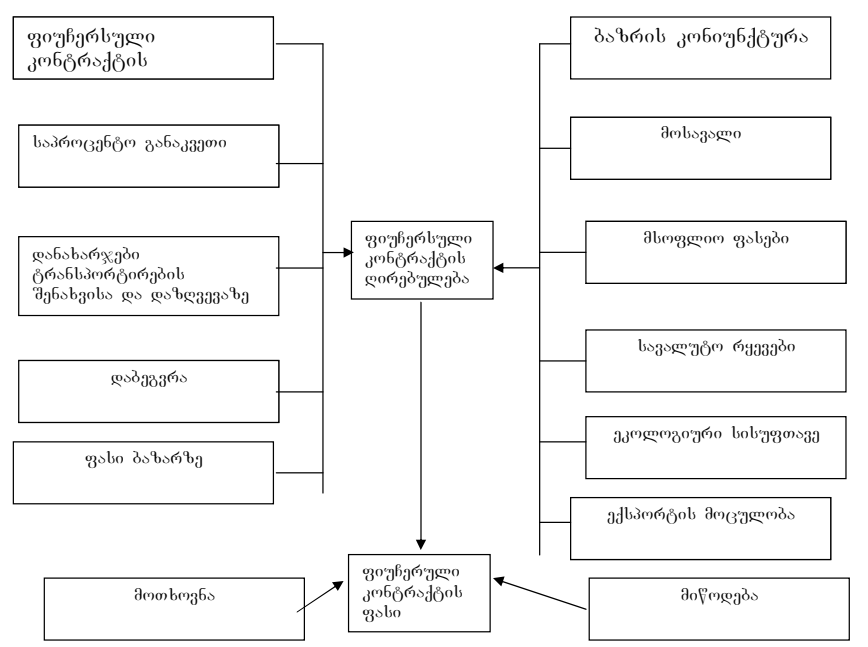 ფიუჩერსული
კონტრაქტის
საპროცენტო განაკვეთი
დანახარჯები
ტრანსპორტირების
შენახვისა და დაზღვევაზე
დაბეგვრა
ფასი ბაზარზე
ფიუჩერსული
კონტრაქტის
ღირებულება
ბაზრის კონიუნქტურა
მოსავალი
მსოფლიო ფასები
სავალუტო რყევები
ეკოლოგიური სისუფთავე
ექსპორტის მოცულობა
მოთხოვნა
ფიუჩერული
კონტრაქტის
ფასი
მიწოდება